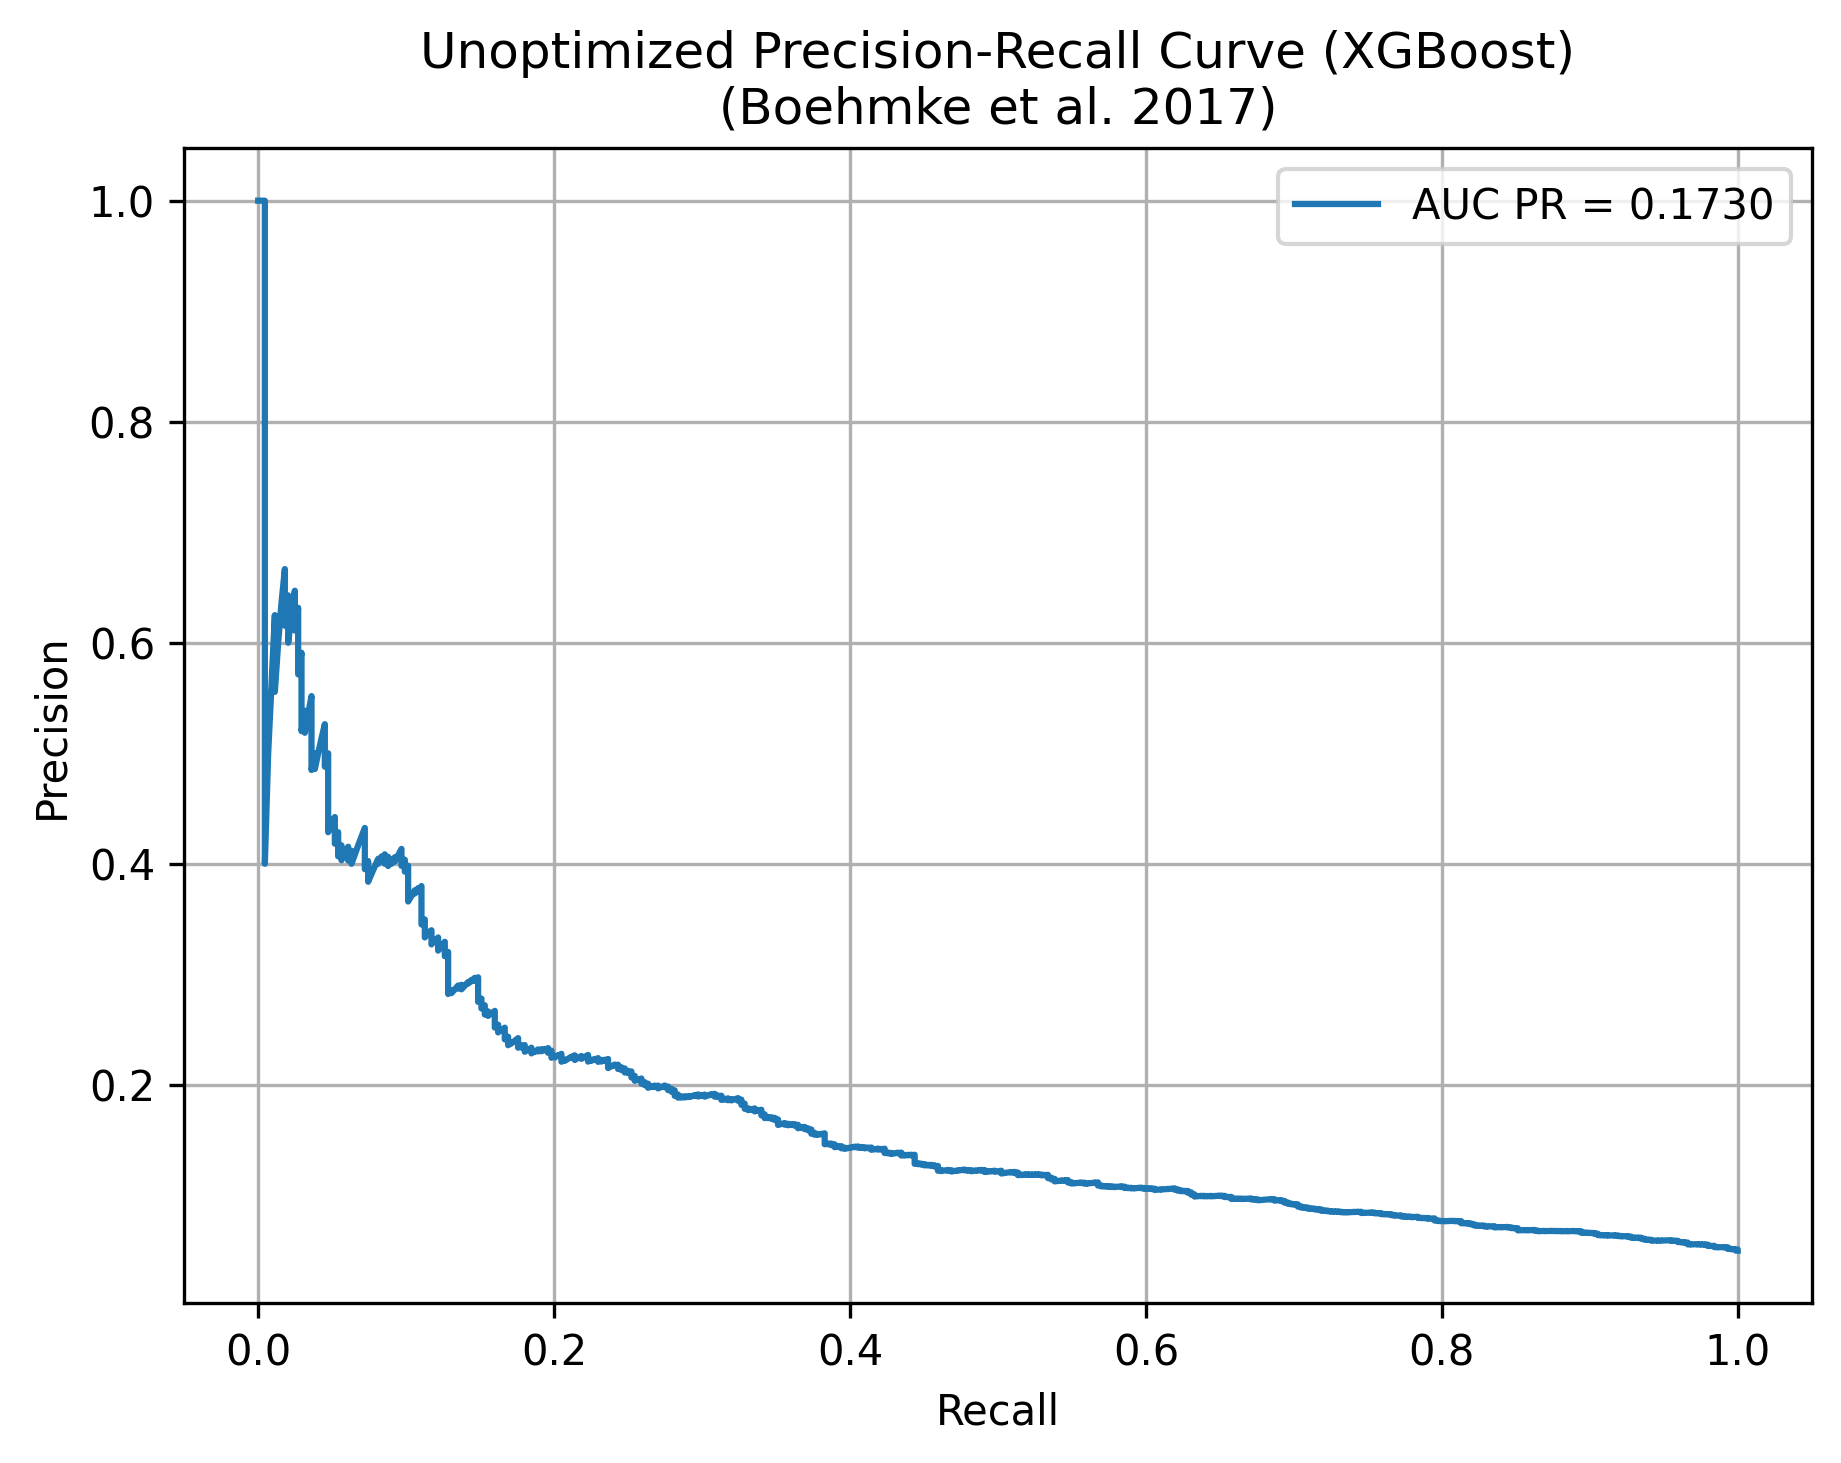 Unoptimized Precision-Recall Curve (XGBoost)
(Boehmke et al. 2017)
AUC PR = 0.1730
1.0
0.8
0.6
0.4
0.2
Precision
0.0 0.2 0.4 0.6 0.8 1.0
Recall